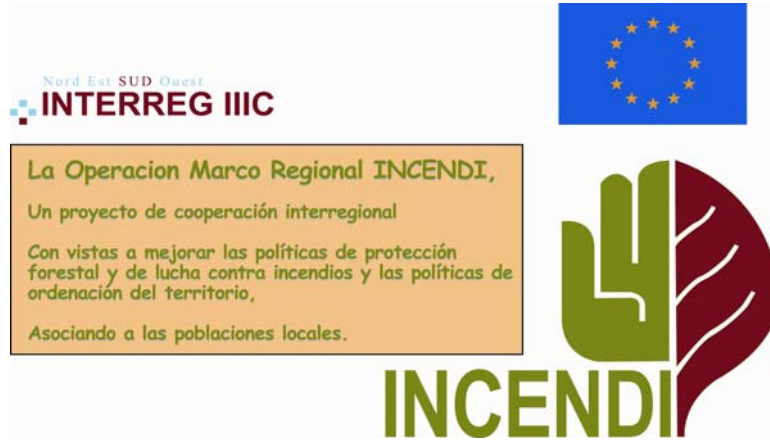 Nord Est SUD Ouest
INTERREG IIIC
La Operacion Marco Regional INCENDI,
Un proyecto de cooperación interregional
Con vistas a mejorar las políticas de protección
forestal y de lucha contra incendios y las políticas de
ordenación del territorio,
Asociando a las poblaciones locales.
INCENDI